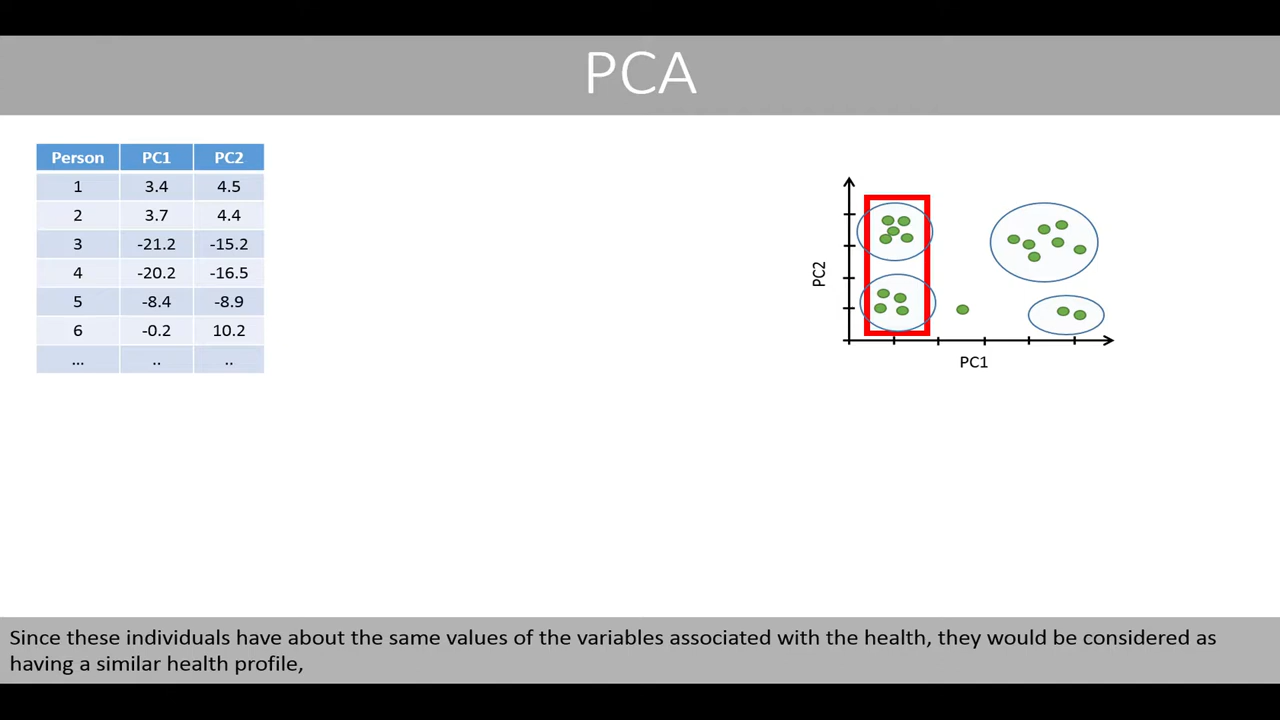 PCA
Person PC1 PC2
1 3.4 4.5
2 3.7 4.4
3 -21.2 -15.2
4 -20.2 -16.5
5 -8.4 -8.9
6 -0.2 10.2
... .. ..
PC2
PC1
Since these individuals have about the same values of the variables associated with the health, they would be considered as
having a similar health profile,